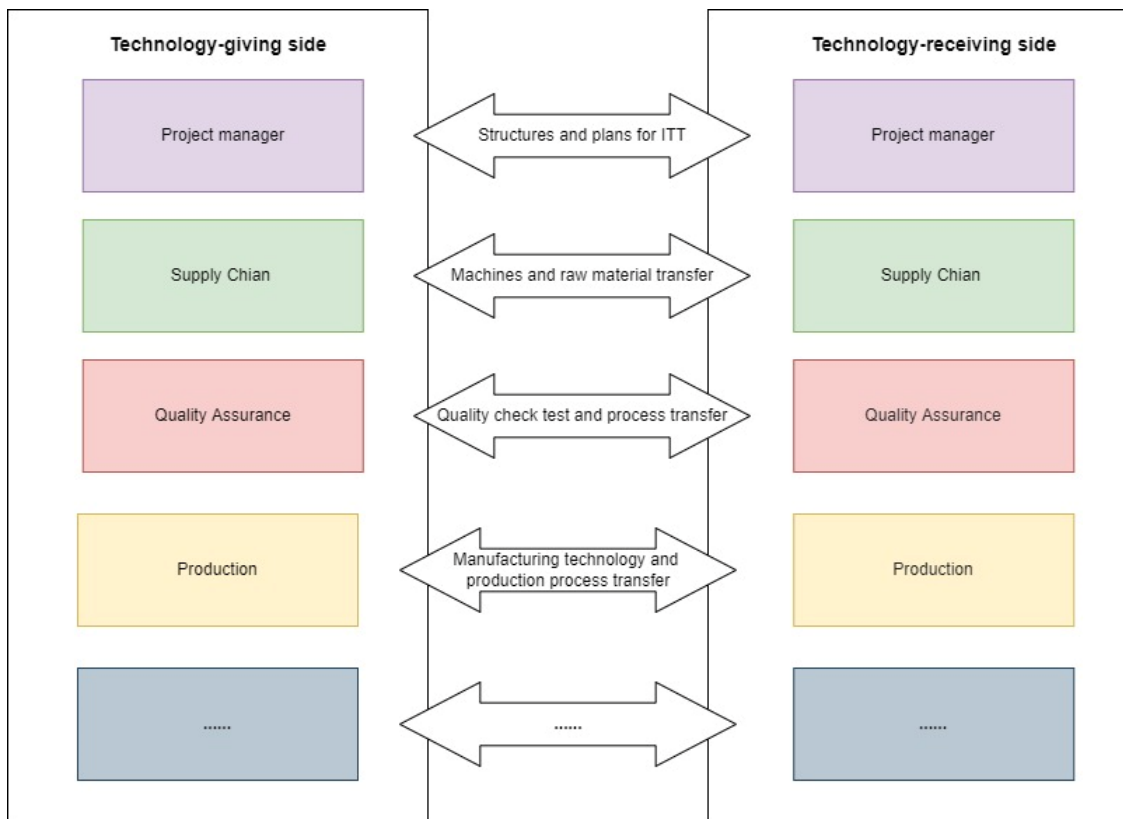 Technology-giving side
Technology-receiving side
Project manager
Structures and plans for ITT
Project manager
Supply Chian
Machines and raw material transfer
Supply Chian
Quality Assurance
Quality check test and process transfer
Quality Assurance
Production
Manufacturing technology and
production process transfer
Production
......
......
......